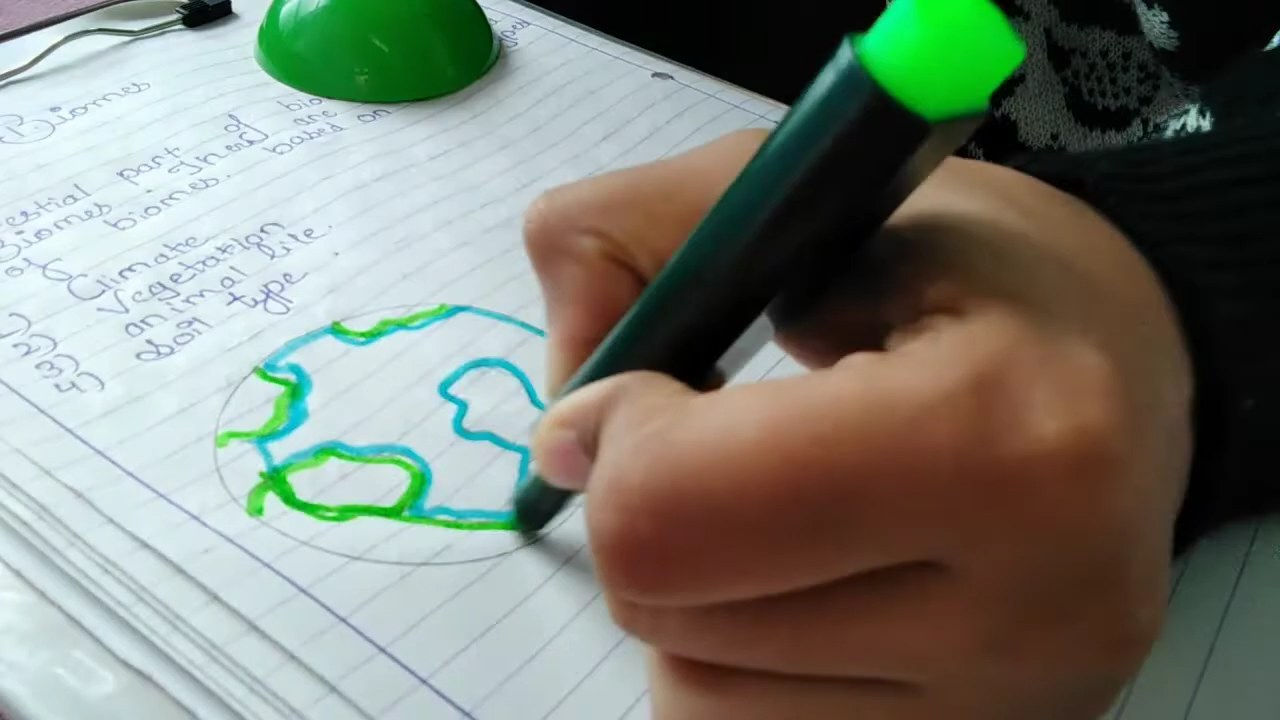 Biomes
estial part of bio
Biomes. are based on
of biomes.
1) Climate
2) Vegetation
3) animal life.
4) Soil type.
types